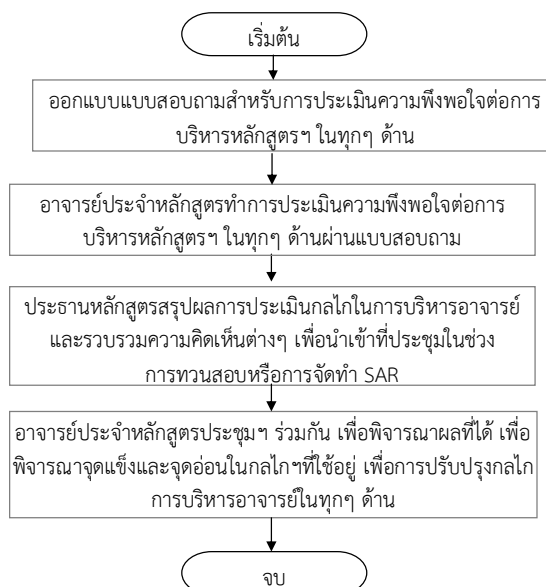 เริ่มต้น
ออกแบบแบบสอบถามสำหรับการประเมินความพึงพอใจต่อการ
บริหารหลักสูตรฯ ในทุกๆ ด้าน
อาจารย์ประจำหลักสูตรทำการประเมินความพึงพอใจต่อการ
บริหารหลักสูตรฯ ในทุกๆ ด้านผ่านแบบสอบถาม
ประธานหลักสูตรสรุปผลการประเมินกลไกในการบริหารอาจารย์
และรวบรวมความคิดเห็นต่างๆ เพื่อนำเข้าที่ประชุมในช่วง
การทวนสอบหรือการจัดทำ SAR
อาจารย์ประจำหลักสูตรประชุมฯ ร่วมกัน เพื่อพิจารณาผลที่ได้ เพื่อ
พิจารณาจุดแข็งและจุดอ่อนในกลไกฯที่ใช้อยู่ เพื่อการปรับปรุงกลไก
การบริหารอาจารย์ในทุกๆ ด้าน
จบ